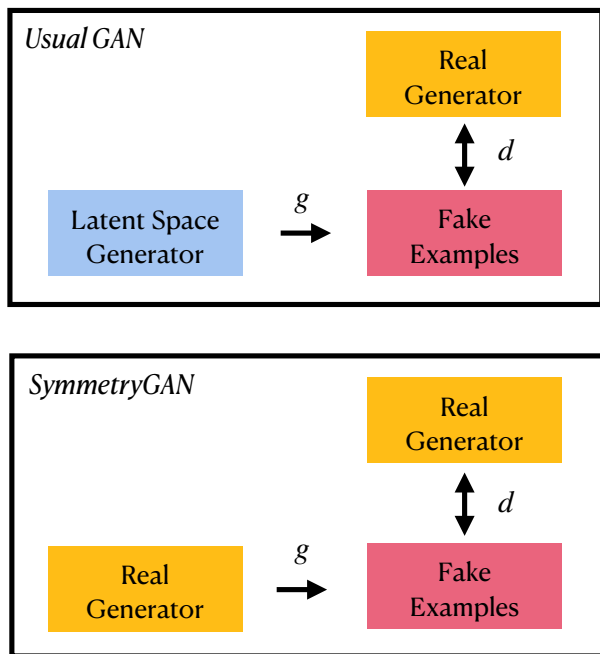 Usual GAN
Real
Generator
d
g
Latent Space
Generator
Fake
Examples
SymmetryGAN
Real
Generator
d
g
Real
Generator
Fake
Examples